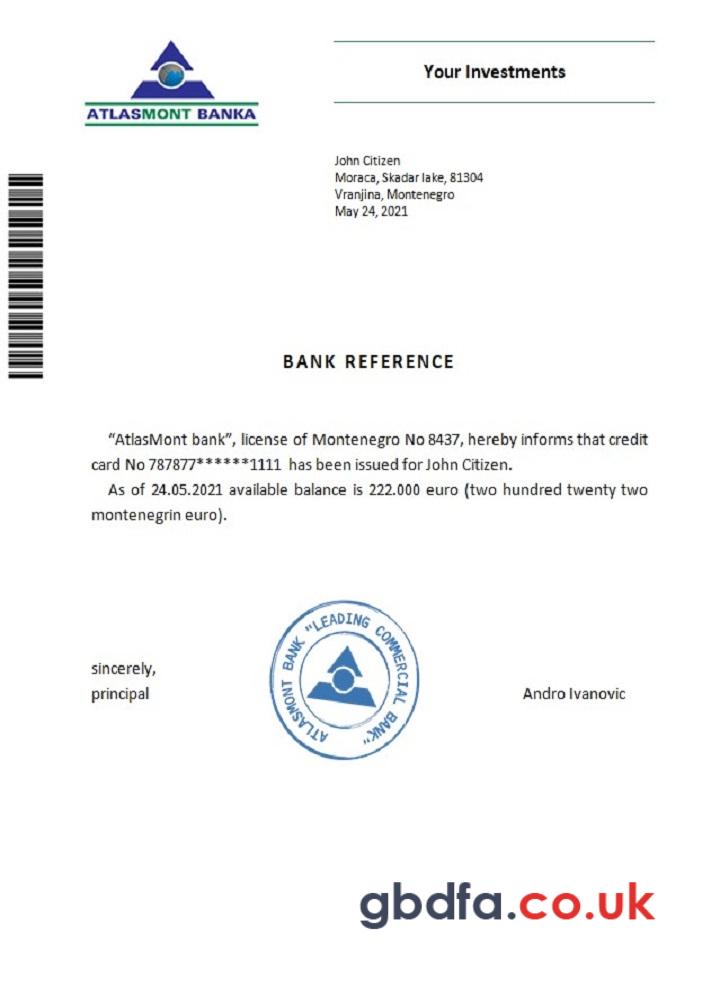 ATLASMONT BANKA
Your Investments
John Citizen
Moraca, Skadar lake, 81304
Vranjina, Montenegro
May 24, 2021
BANK REFERENCE
“AtlasMont bank”, license of Montenegro No 8437, hereby informs that credit
card No 787877******1111 has been issued for John Citizen.
As of 24.05.2021 available balance is 222.000 euro (two hundred twenty two
montenegrin euro).
ATLASMONT BANK "LEADING COMMERCIAL BANK"
sincerely,
principal
Andro Ivanovic
gbdfa.co.uk